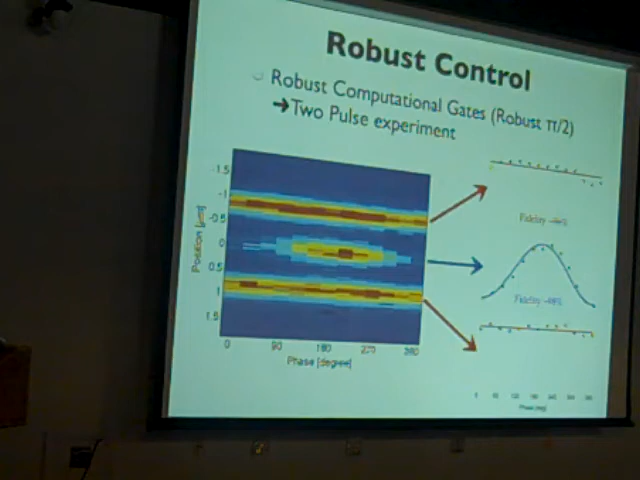 Robust Control
Robust Computational Gates (Robust π/2)
➔Two Pulse experiment
-1.5
-1
-0.5
0
0.5
1
1.5
Position [μm]
0 90 180 270 360
Phase [degree]
Fidelity
Fidelity